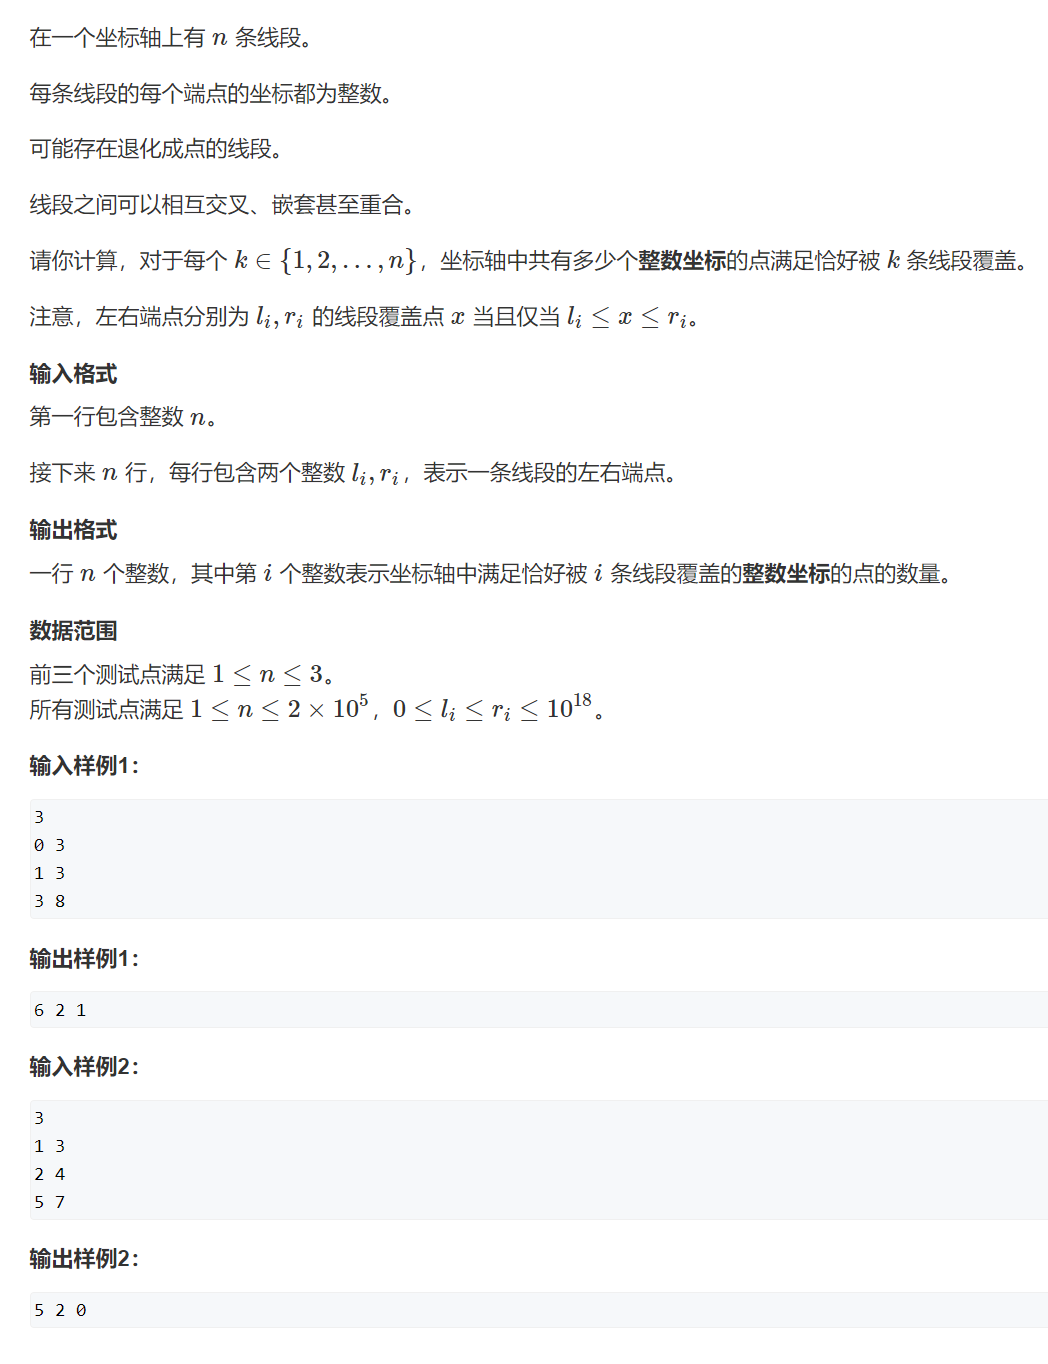 在一个坐标轴上有 n 条线段。
每条线段的每个端点的坐标都为整数。
可能存在退化成点的线段。
线段之间可以相互交叉、嵌套甚至重合。
请你计算，对于每个 k ∈ {1, 2, …, n}，坐标轴中共有多少个整数坐标的点满足恰好被 k 条线段覆盖。
注意，左右端点分别为 l_i, r_i 的线段覆盖点 x 当且仅当 l_i ≤ x ≤ r_i。
输入格式
第一行包含整数 n。
接下来 n 行，每行包含两个整数 l_i, r_i，表示一条线段的左右端点。
输出格式
一行 n 个整数，其中第 i 个整数表示坐标轴中满足恰好被 i 条线段覆盖的整数坐标的点的数量。
数据范围
前三个测试点满足 1 ≤ n ≤ 3。
所有测试点满足 1 ≤ n ≤ 2 × 10^5，0 ≤ l_i ≤ r_i ≤ 10^18。
输入样例1：
3
0 3
1 3
3 8
输出样例1：
6 2 1
输入样例2：
3
1 3
2 4
5 7
输出样例2：
5 2 0